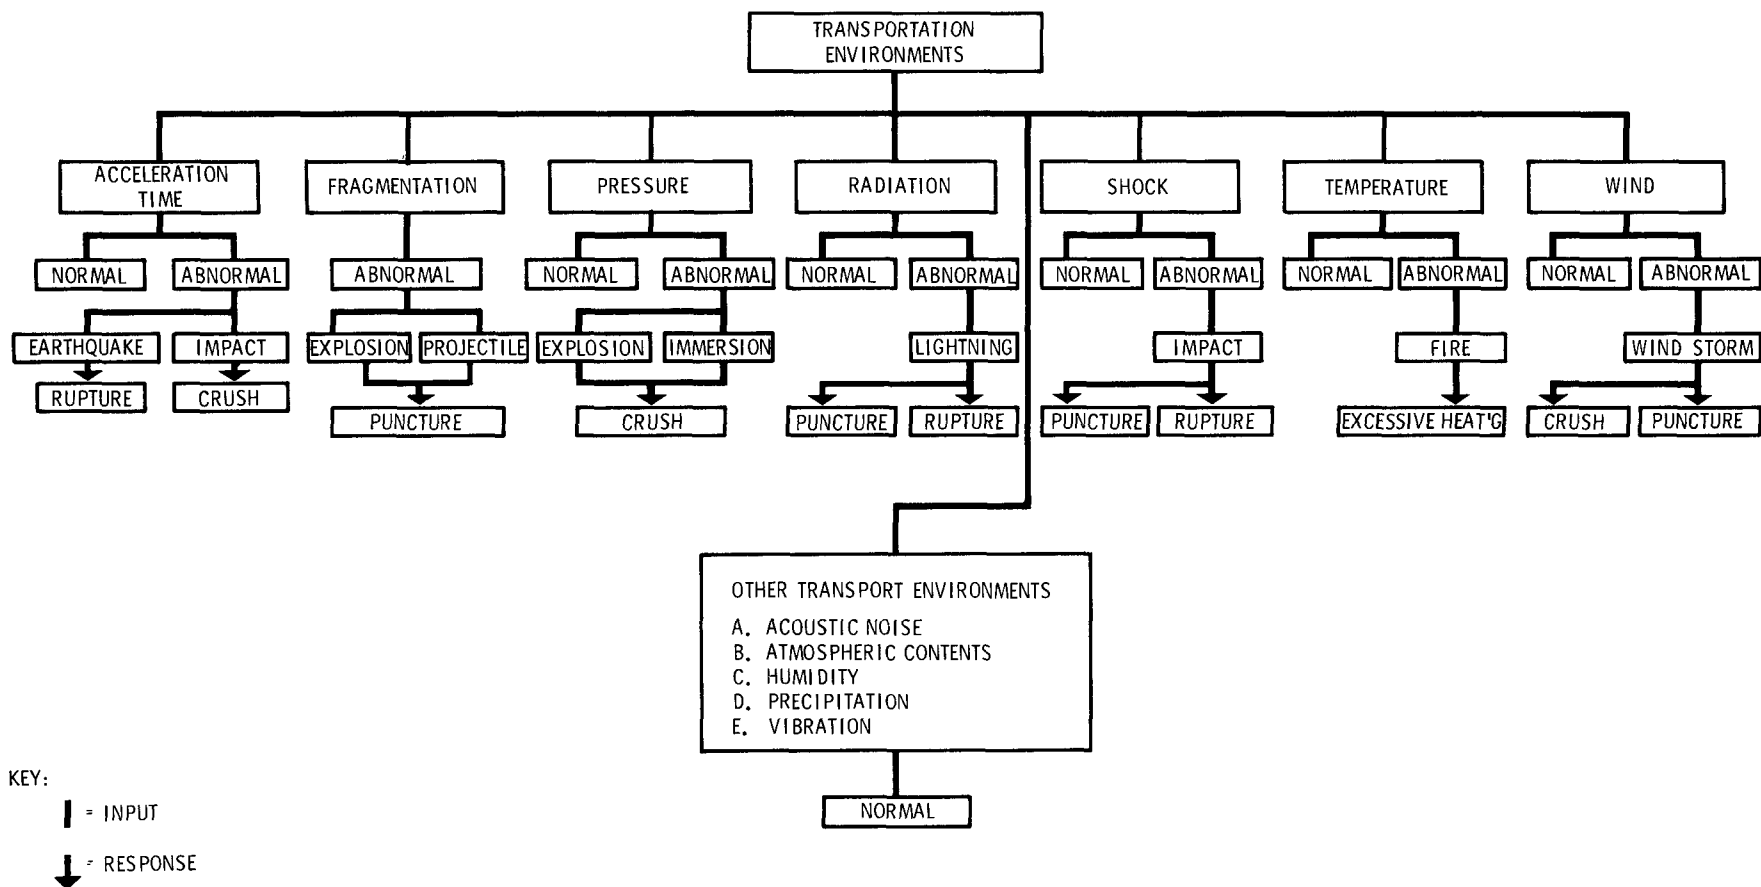 TRANSPORTATION
ENVIRONMENTS
ACCELERATION
TIME
FRAGMENTATION
PRESSURE
RADIATION
SHOCK
TEMPERATURE
WIND
NORMAL
ABNORMAL
ABNORMAL
NORMAL
ABNORMAL
NORMAL
ABNORMAL
NORMAL
ABNORMAL
NORMAL
ABNORMAL
NORMAL
ABNORMAL
EARTHQUAKE
IMPACT
EXPLOSION
PROJECTILE
EXPLOSION
IMMERSION
LIGHTNING
IMPACT
FIRE
WIND STORM
RUPTURE
CRUSH
PUNCTURE
CRUSH
PUNCTURE
RUPTURE
PUNCTURE
RUPTURE
EXCESSIVE HEAT'G
CRUSH
PUNCTURE
OTHER TRANSPORT ENVIRONMENTS
A. ACOUSTIC NOISE
B. ATMOSPHERIC CONTENTS
C. HUMIDITY
D. PRECIPITATION
E. VIBRATION
NORMAL
KEY:
= INPUT
= RESPONSE